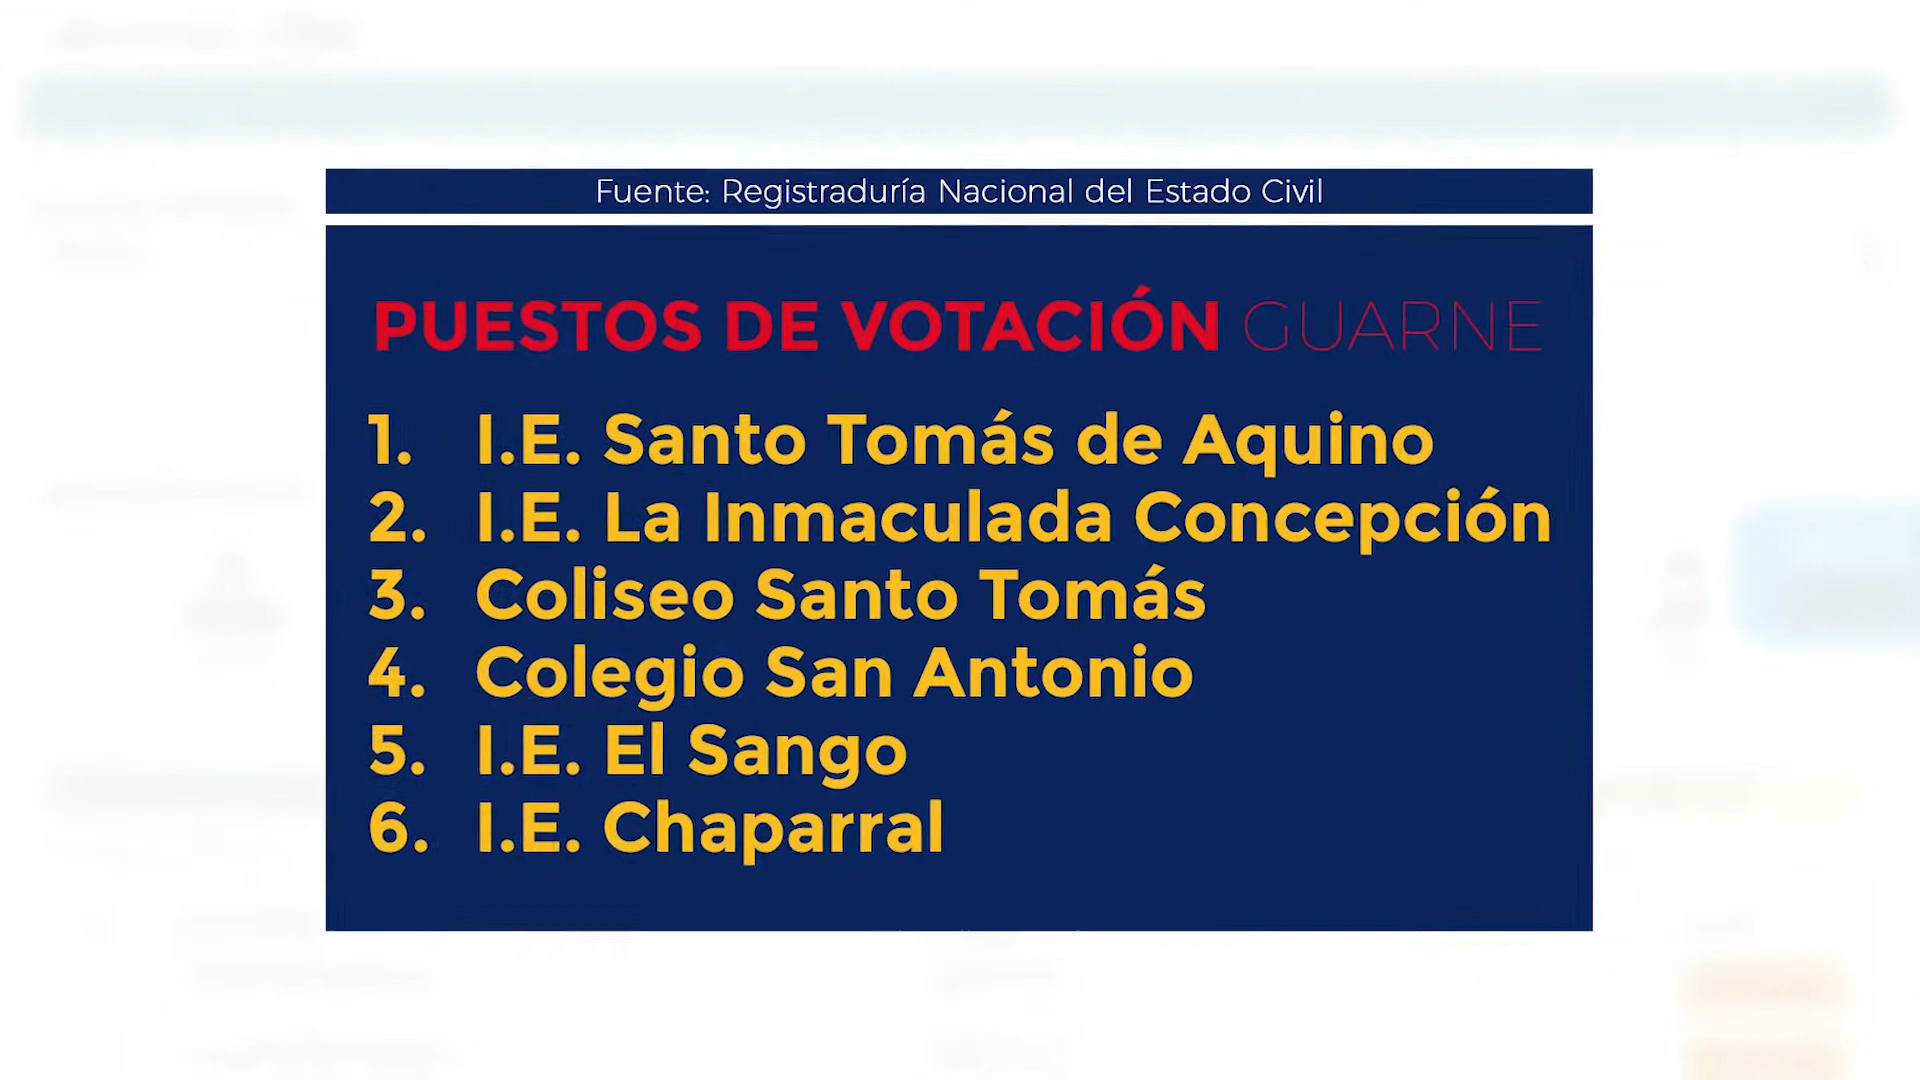 Fuente: Registraduría Nacional del Estado Civil
PUESTOS DE VOTACIÓN GUARNE
1. I.E. Santo Tomás de Aquino
2. I.E. La Inmaculada Concepción
3. Coliseo Santo Tomás
4. Colegio San Antonio
5. I.E. El Sango
6. I.E. Chaparral